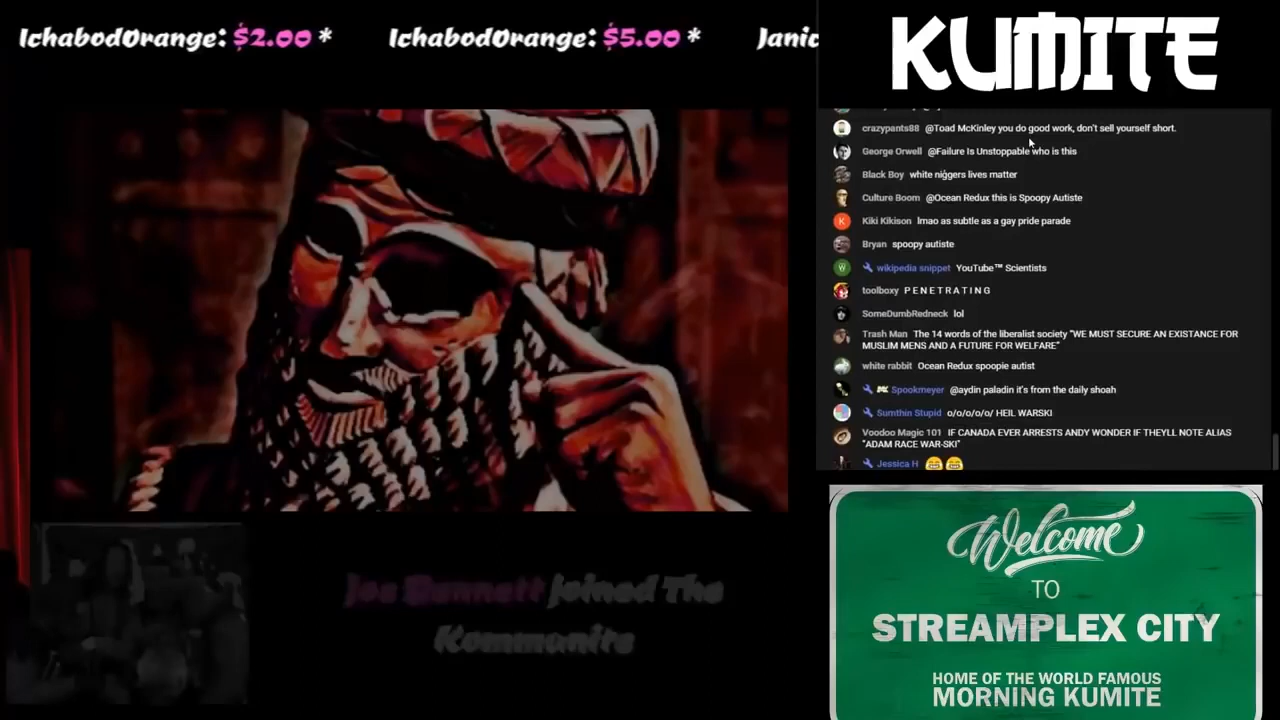 IchabodOrange: $2.00 *
IchabodOrange: $5.00 *
Janic
KUMITE
crazypants88 @Toad McKinley you do good work, don't sell yourself short.
George Orwell @Failure Is Unstoppable who is this
Black Boy white niģgers lives matter
Culture Boom @Ocean Redux this is Spoopy Autiste
Kiki Kikison lmao as subtle as a gay pride parade
Bryan spoopy autiste
wikipedia snippet YouTube™ Scientists
toolboxy P E N E T R A T I N G
SomeDumbRedneck lol
Trash Man The 14 words of the liberalist society "WE MUST SECURE AN EXISTANCE FOR
MUSLIM MENS AND A FUTURE FOR WELFARE"
white rabbit Ocean Redux spoopie autist
Spookmeyer @aydin paladin it's from the daily shoah
Sumthin Stupid o/o/o/o/o/ HEIL WARSKI
Voodoo Magic 101 IF CANADA EVER ARRESTS ANDY WONDER IF THEYLL NOTE ALIAS
"ADAM RACE WAR-SKI"
Jessica H
Joe Bennett Joined The
Kommunite
Welcome
TO
STREAMPLEX CITY
HOME OF THE WORLD FAMOUS
MORNING KUMITE